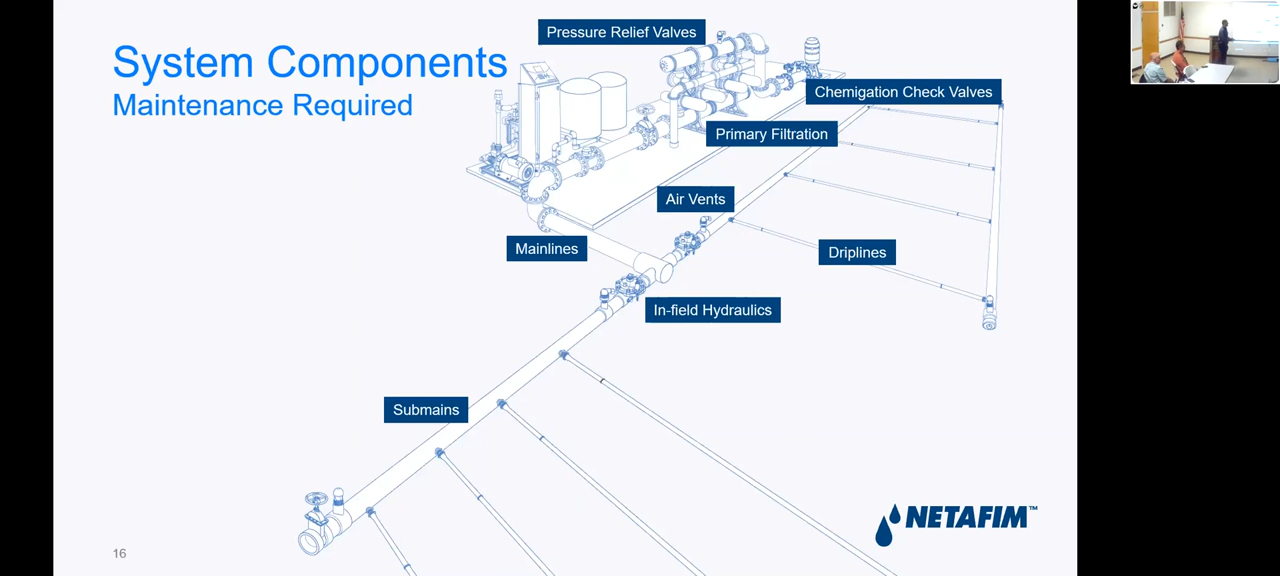 System Components
Maintenance Required
Pressure Relief Valves
Chemigation Check Valves
Primary Filtration
Air Vents
Mainlines
Driplines
In-field Hydraulics
Submains
NETAFIM™
16